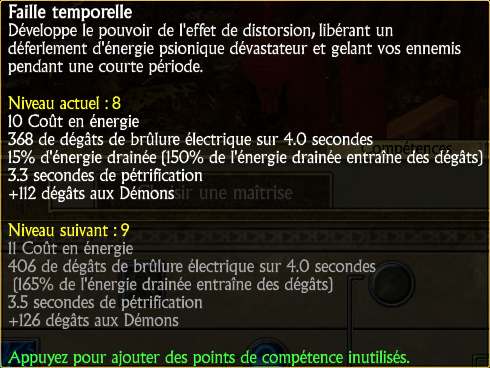 Faille temporelle
Développe le pouvoir de l'effet de distorsion, libérant un
déferlement d'énergie psionique dévastateur et gelant vos ennemis
pendant une courte période.
Niveau actuel : 8
10 Coût en énergie
368 de dégâts de brûlure électrique sur 4.0 secondes
Compétences
15% d'énergie drainée (150% de l'énergie drainée entraîne des dégâts)
3.3 secondes de pétrification
+112 dégâts aux Démons
Choisir une maîtrise
Niveau suivant : 9
11 Coût en énergie
406 de dégâts de brûlure électrique sur 4.0 secondes
(165% de l'énergie drainée entraîne des dégâts)
3.5 secondes de pétrification
+126 dégâts aux Démons
Appuyez pour ajouter des points de compétence inutilisés.